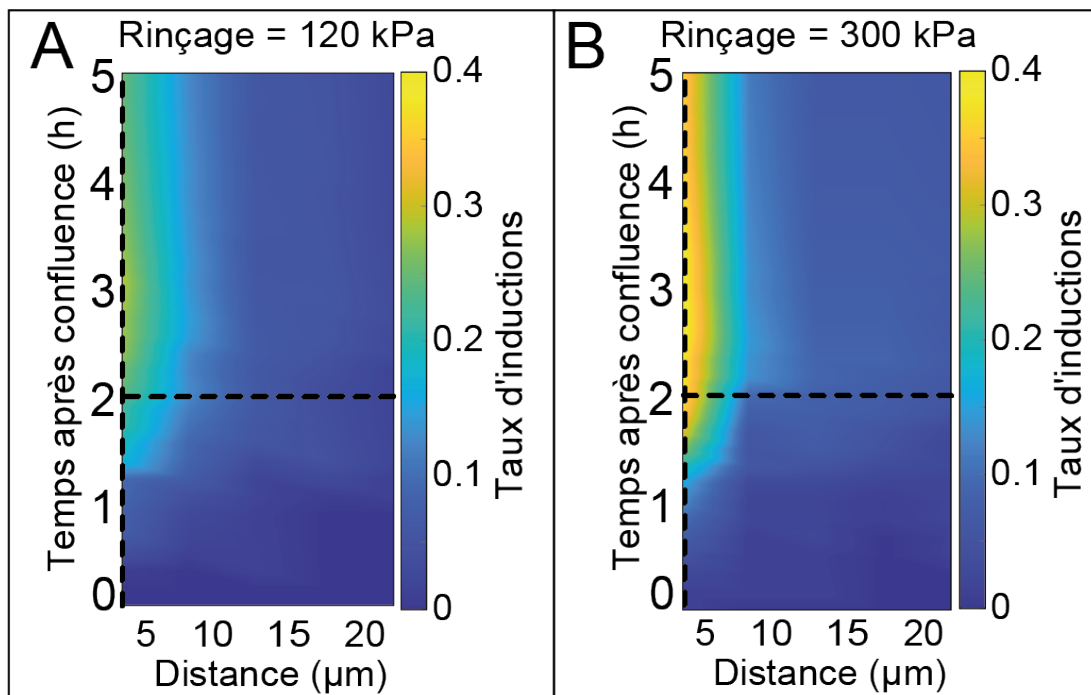 A
Rinçage = 120 kPa
Temps après confluence (h)
5
4
3
2
1
0
5 10 15 20
Distance (µm)
0.4
0.3
0.2
0.1
0
Taux d'inductions
B
Rinçage = 300 kPa
Temps après confluence (h)
5
4
3
2
1
0
5 10 15 20
Distance (µm)
0.4
0.3
0.2
0.1
0
Taux d'inductions